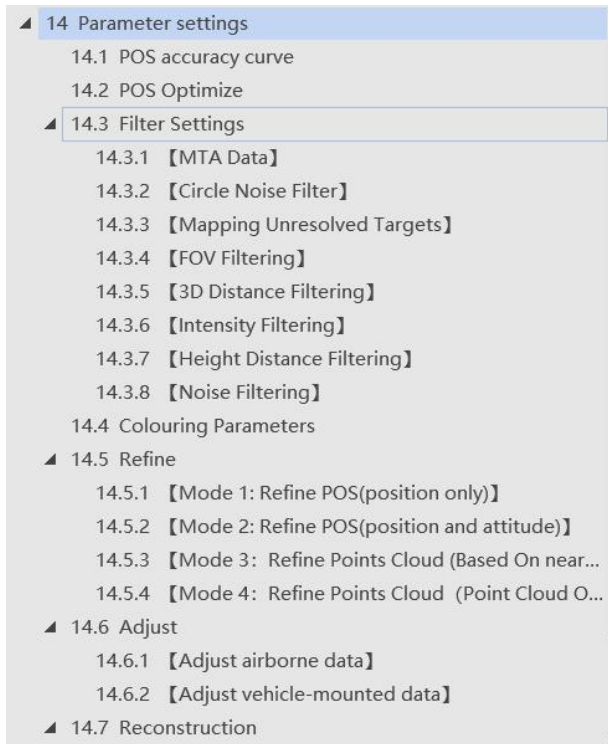 14 Parameter settings
14.1 POS accuracy curve
14.2 POS Optimize
14.3 Filter Settings
14.3.1 【MTA Data】
14.3.2 【Circle Noise Filter】
14.3.3 【Mapping Unresolved Targets】
14.3.4 【FOV Filtering】
14.3.5 【3D Distance Filtering】
14.3.6 【Intensity Filtering】
14.3.7 【Height Distance Filtering】
14.3.8 【Noise Filtering】
14.4 Colouring Parameters
14.5 Refine
14.5.1 【Mode 1: Refine POS(position only)】
14.5.2 【Mode 2: Refine POS(position and attitude)】
14.5.3 【Mode 3：Refine Points Cloud (Based On near...
14.5.4 【Mode 4：Refine Points Cloud (Point Cloud O...
14.6 Adjust
14.6.1 【Adjust airborne data】
14.6.2 【Adjust vehicle-mounted data】
14.7 Reconstruction